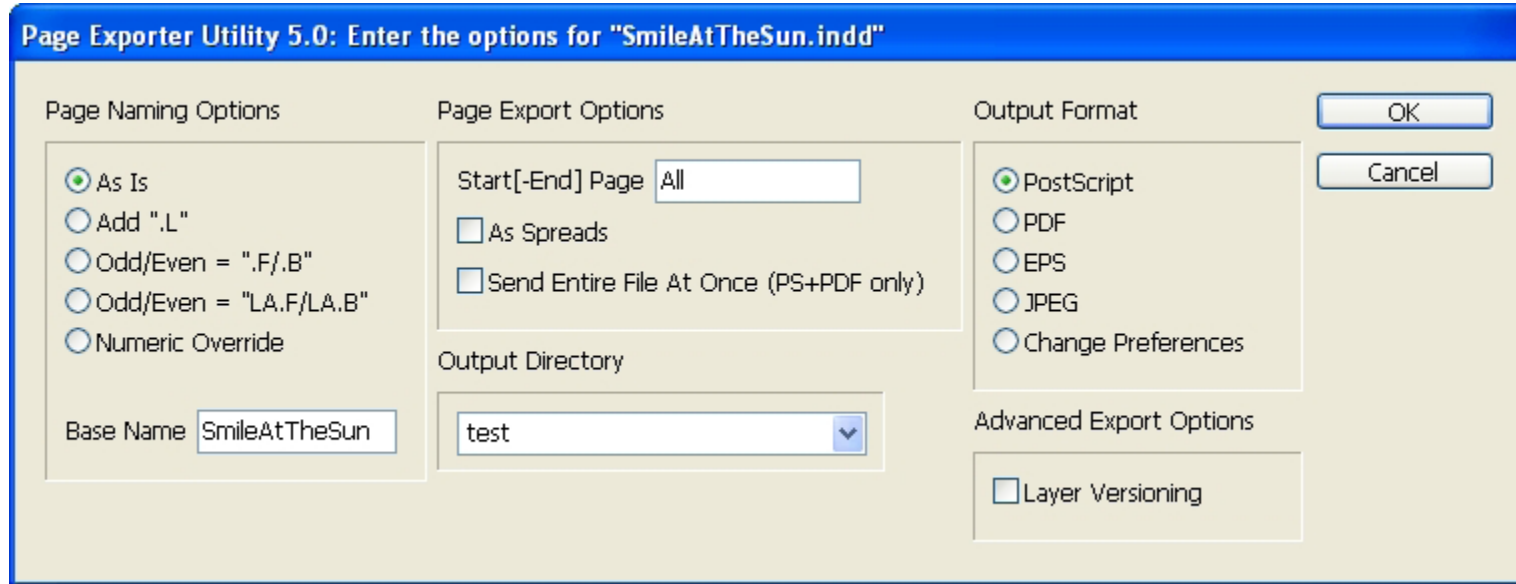 Page Exporter Utility 5.0: Enter the options for "SmileAtTheSun.indd"
Page Naming Options
As Is
Add ".L"
Odd/Even = ".F/.B"
Odd/Even = "LA.F/LA.B"
Numeric Override
Base Name SmileAtTheSun
Page Export Options
Start[-End] Page All
As Spreads
Send Entire File At Once (PS+PDF only)
Output Directory
test
Output Format
PostScript
PDF
EPS
JPEG
Change Preferences
Advanced Export Options
Layer Versioning
OK
Cancel